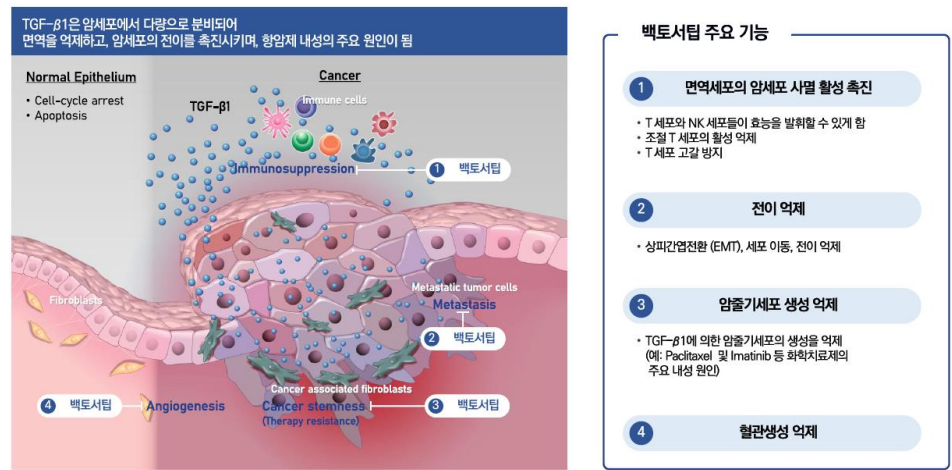 TGF-β1은 암세포에서 다량으로 분비되어
면역을 억제하고, 암세포의 전이를 촉진시키며, 항암제 내성의 주요 원인이 됨
Normal Epithelium
• Cell-cycle arrest
• Apoptosis
Cancer
TGF-β1
Immune cells
Immunosuppression
1 백토서팁
Fibroblasts
Metastatic tumor cells
Metastasis
2 백토서팁
Cancer associated fibroblasts
4 백토서팁
Angiogenesis
Cancer stemness
(Therapy resistance)
3 백토서팁
백토서팁 주요 기능
1 면역세포의 암세포 사멸 활성 촉진
• T 세포와 NK 세포들이 효능을 발휘할 수 있게 함
• 조절 T 세포의 활성 억제
• T 세포 고갈 방지
2 전이 억제
• 상피간엽전환 (EMT), 세포 이동, 전이 억제
3 암줄기세포 생성 억제
• TGF-β1에 의한 암줄기세포의 생성을 억제
(예: Paclitaxel 및 Imatinib 등 화학치료제의
주요 내성 원인)
4 혈관생성 억제